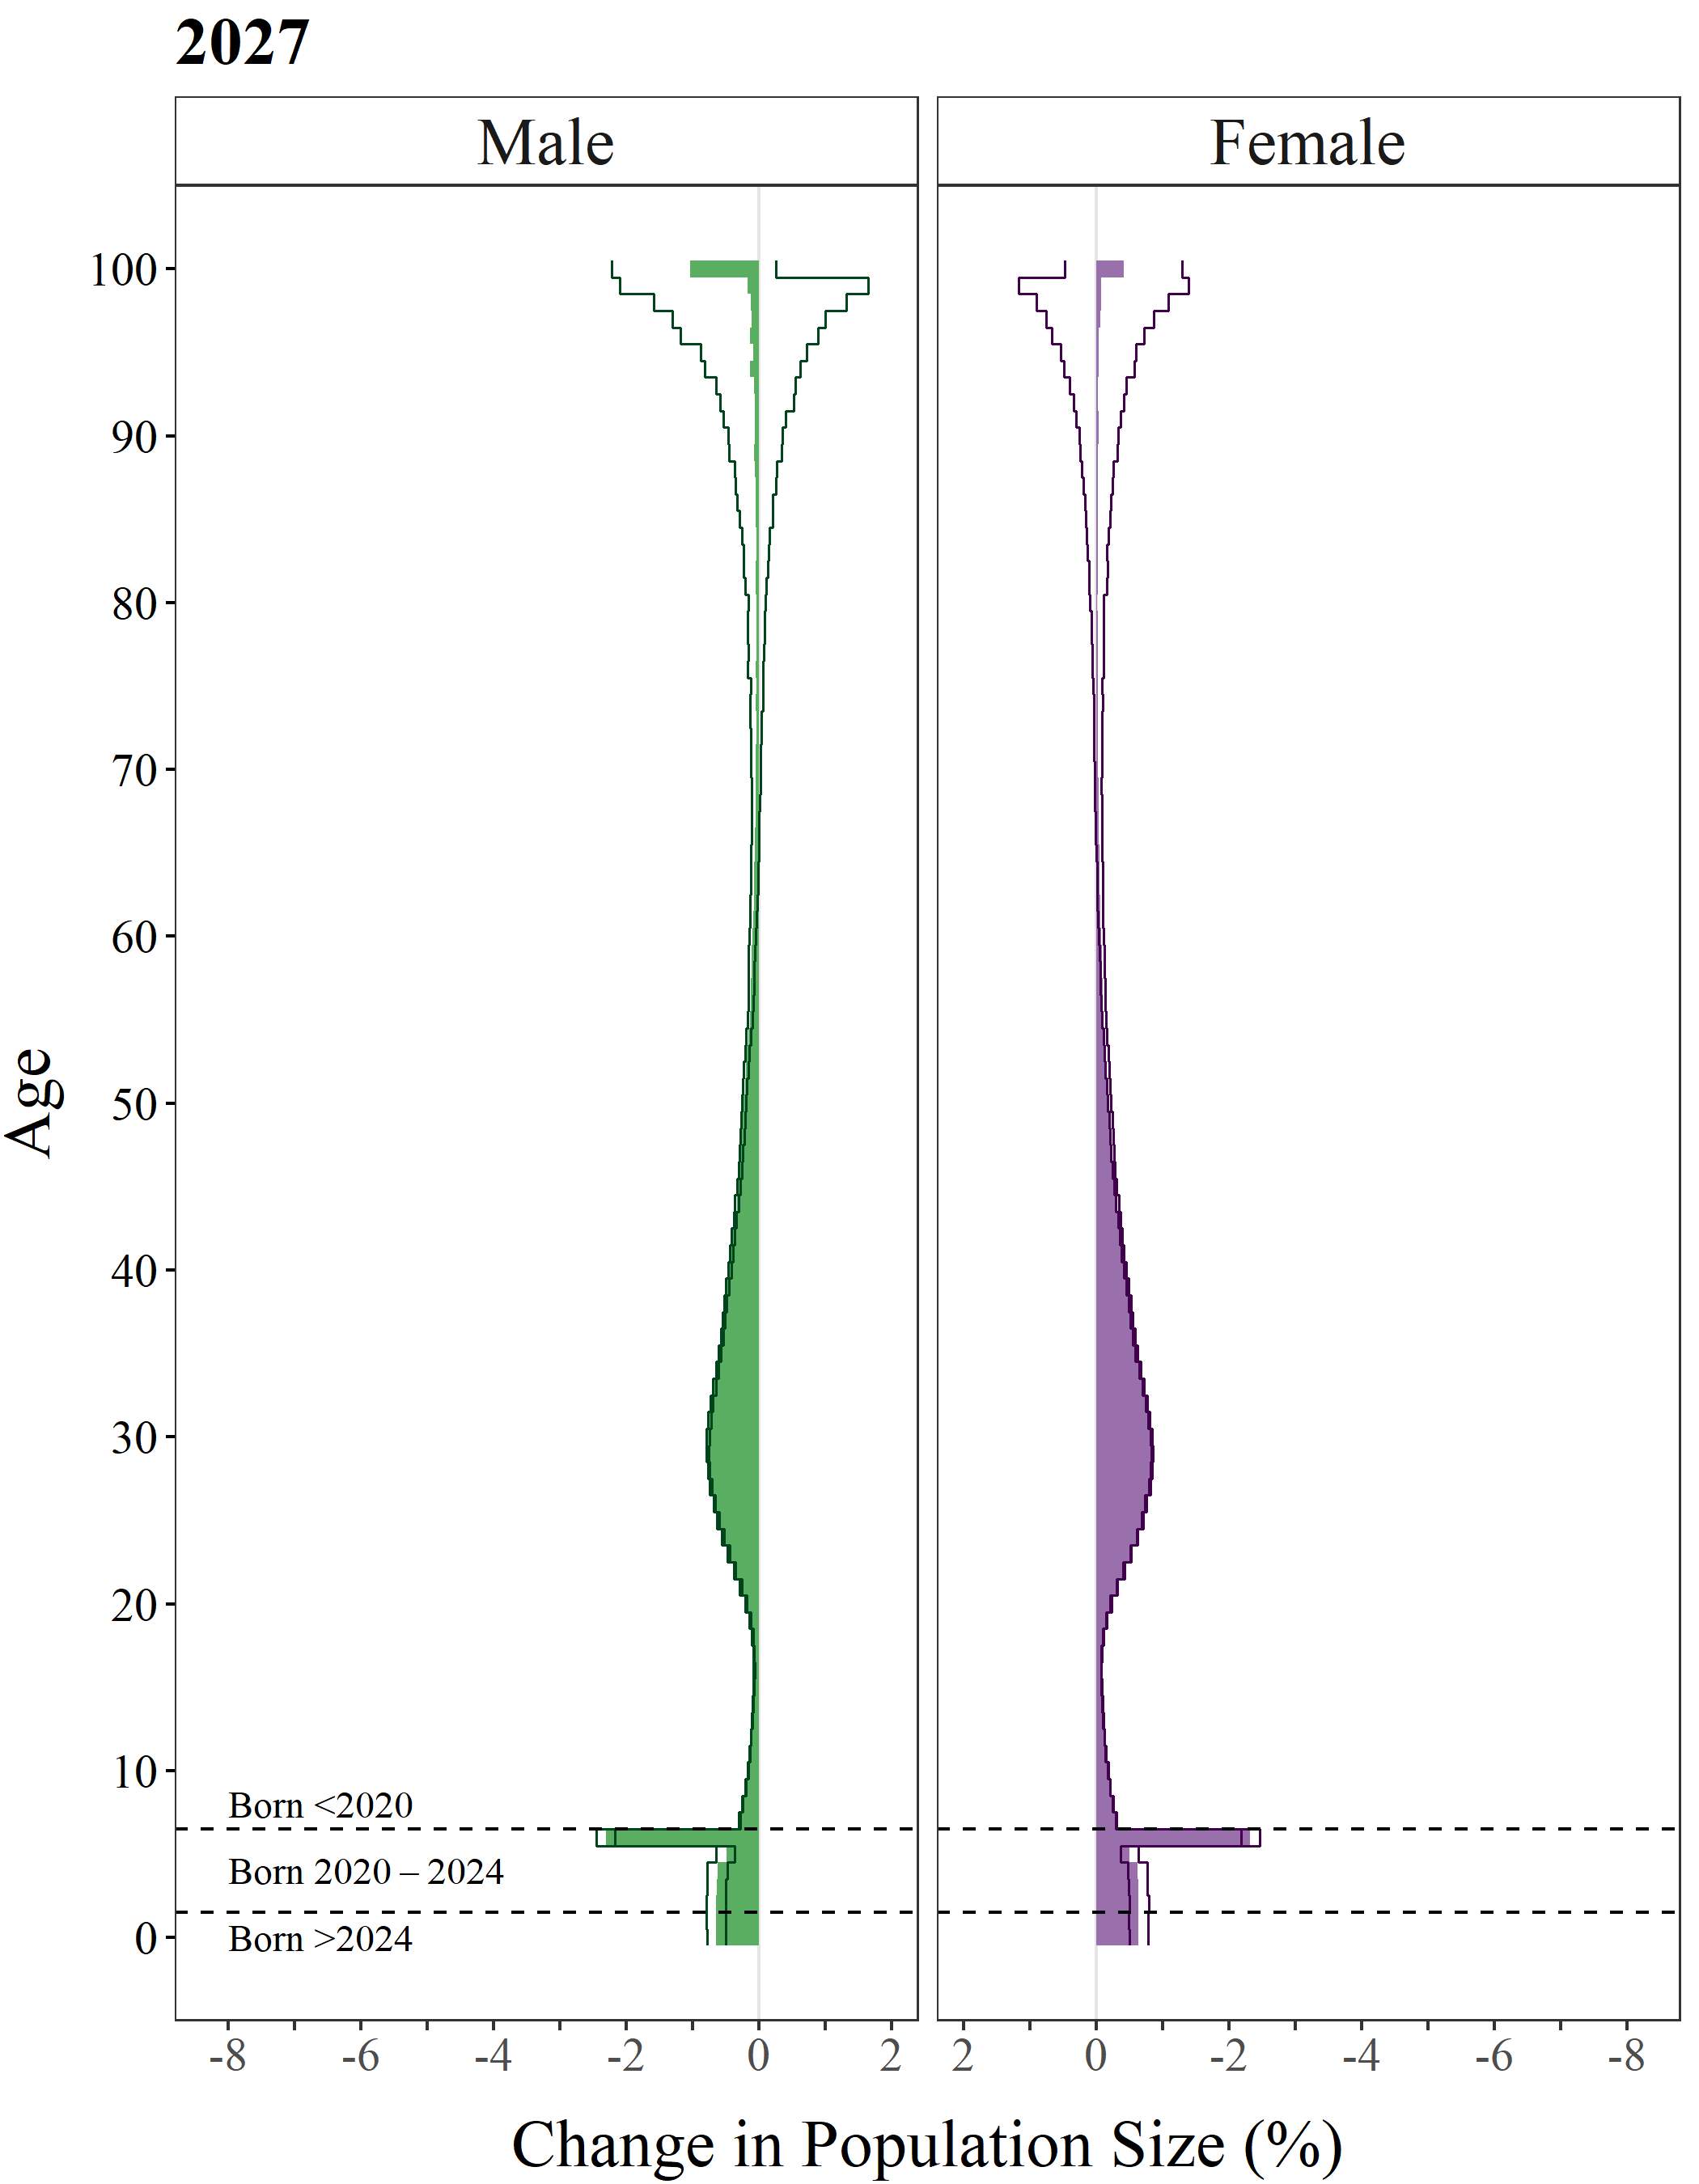 2027
Male
Female
100
90
80
70
60
50
40
30
20
10
0
Age
Born <2020
Born 2020 – 2024
Born >2024
-8 -6 -4 -2 0 2
2 0 -2 -4 -6 -8
Change in Population Size (%)